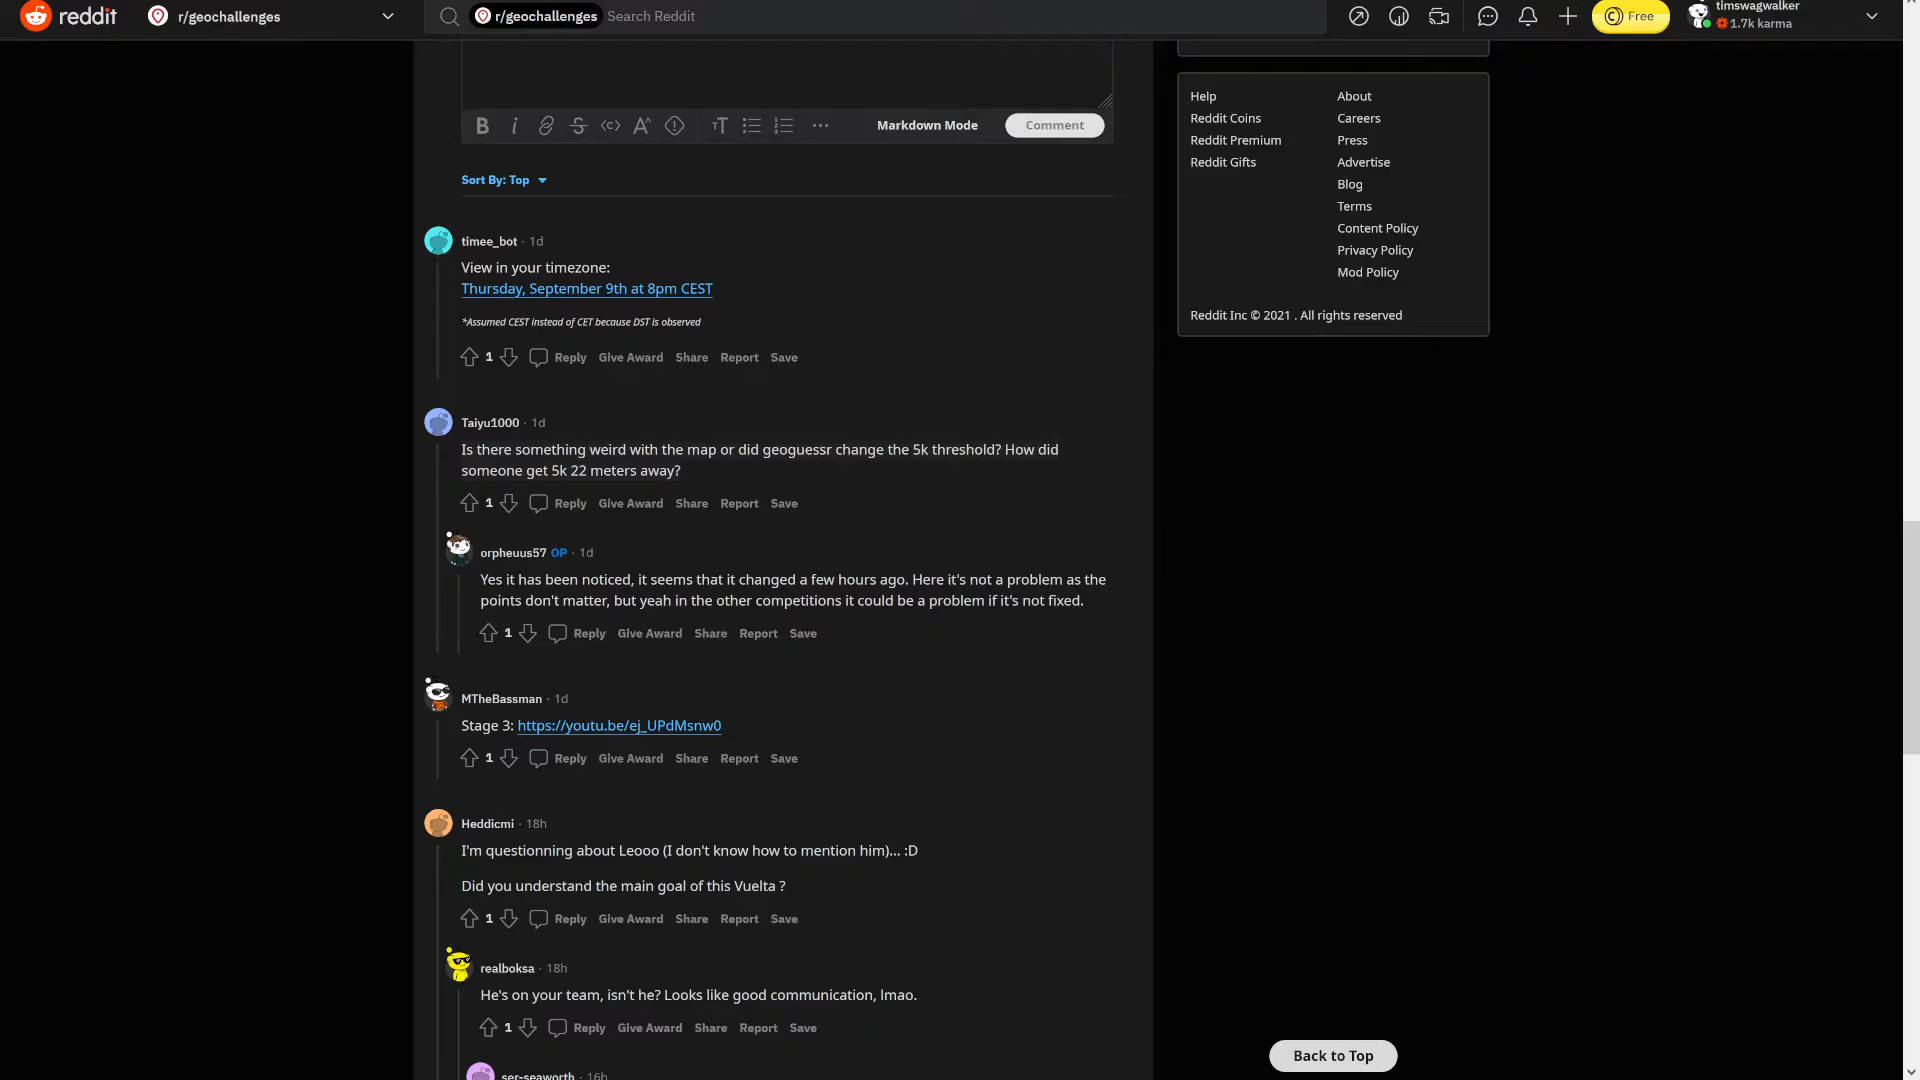 reddit
r/geochallenges
r/geochallenges Search Reddit
Free
timswagwalker
1.7k karma
Markdown Mode
Comment
Sort By: Top
timee_bot · 1d
View in your timezone:
Thursday, September 9th at 8pm CEST
*Assumed CEST instead of CET because DST is observed
1 Reply Give Award Share Report Save
Taiyu1000 · 1d
Is there something weird with the map or did geoguessr change the 5k threshold? How did
someone get 5k 22 meters away?
1 Reply Give Award Share Report Save
orpheuus57 OP · 1d
Yes it has been noticed, it seems that it changed a few hours ago. Here it's not a problem as the
points don't matter, but yeah in the other competitions it could be a problem if it's not fixed.
1 Reply Give Award Share Report Save
MTheBassman · 1d
Stage 3: https://youtu.be/ej_UPdMsnw0
1 Reply Give Award Share Report Save
Heddicmi · 18h
I'm questionning about Leooo (I don't know how to mention him)... :D
Did you understand the main goal of this Vuelta ?
1 Reply Give Award Share Report Save
realboksa · 18h
He's on your team, isn't he? Looks like good communication, lmao.
1 Reply Give Award Share Report Save
ser-seaworth · 16h
Help
Reddit Coins
Reddit Premium
Reddit Gifts
About
Careers
Press
Advertise
Blog
Terms
Content Policy
Privacy Policy
Mod Policy
Reddit Inc © 2021 . All rights reserved
Back to Top